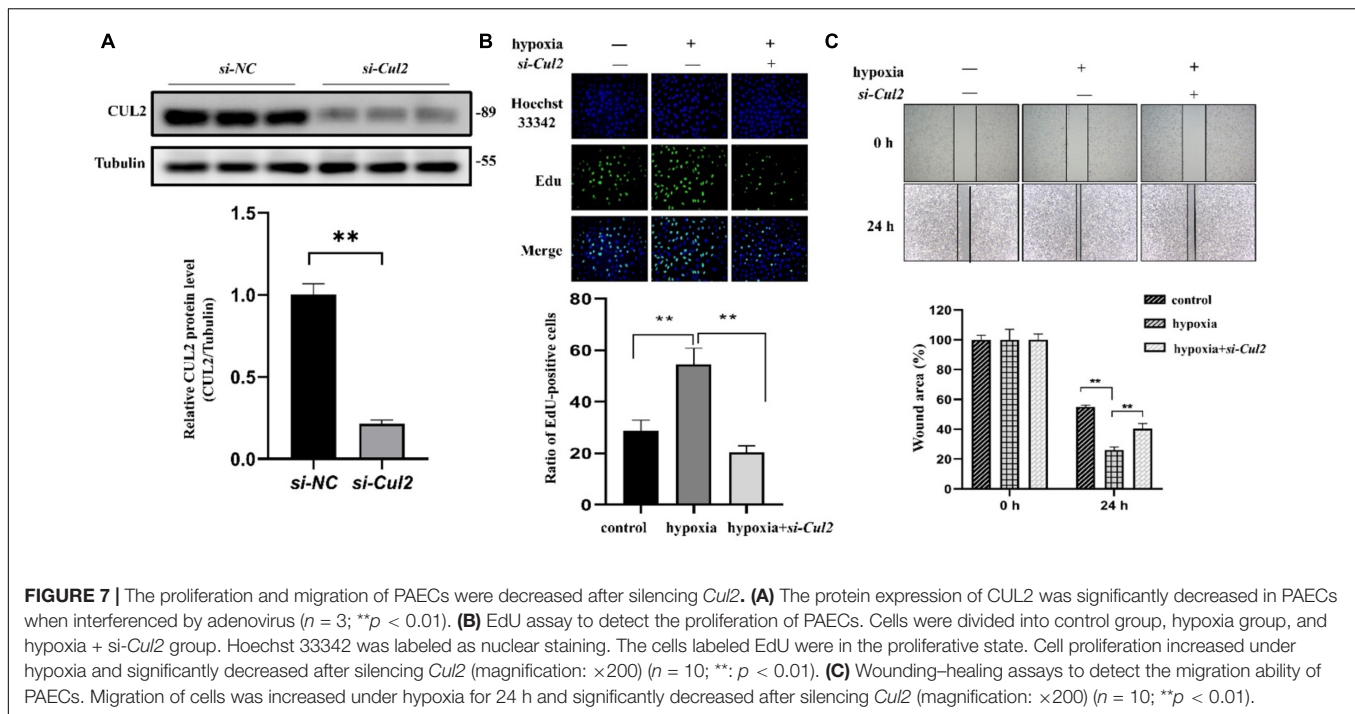 A
si-NC si-Cul2
CUL2 -89
Tubulin -55
Relative CUL2 protein level
(CUL2/Tubulin)
1.5
**
1.0
0.5
0.0
si-NC si-Cul2
B
hypoxia — + +
si-Cul2 — — +
Hoechst
33342
Edu
Merge
Ratio of EdU-positive cells
80
** **
60
40
20
0
control hypoxia hypoxia+si-Cul2
C
hypoxia — + +
si-Cul2 — — +
0 h
24 h
control
hypoxia
hypoxia+si-Cul2
Wound area (%)
120
100
80
** **
60
40
20
0
0 h 24 h
FIGURE 7 | The proliferation and migration of PAECs were decreased after silencing Cul2. (A) The protein expression of CUL2 was significantly decreased in PAECs
when interfered by adenovirus (n = 3; **p < 0.01). (B) EdU assay to detect the proliferation of PAECs. Cells were divided into control group, hypoxia group, and
hypoxia + si-Cul2 group. Hoechst 33342 was labeled as nuclear staining. The cells labeled EdU were in the proliferative state. Cell proliferation increased under
hypoxia and significantly decreased after silencing Cul2 (magnification: ×200) (n = 10; **: p < 0.01). (C) Wounding–healing assays to detect the migration ability of
PAECs. Migration of cells was increased under hypoxia for 24 h and significantly decreased after silencing Cul2 (magnification: ×200) (n = 10; **p < 0.01).